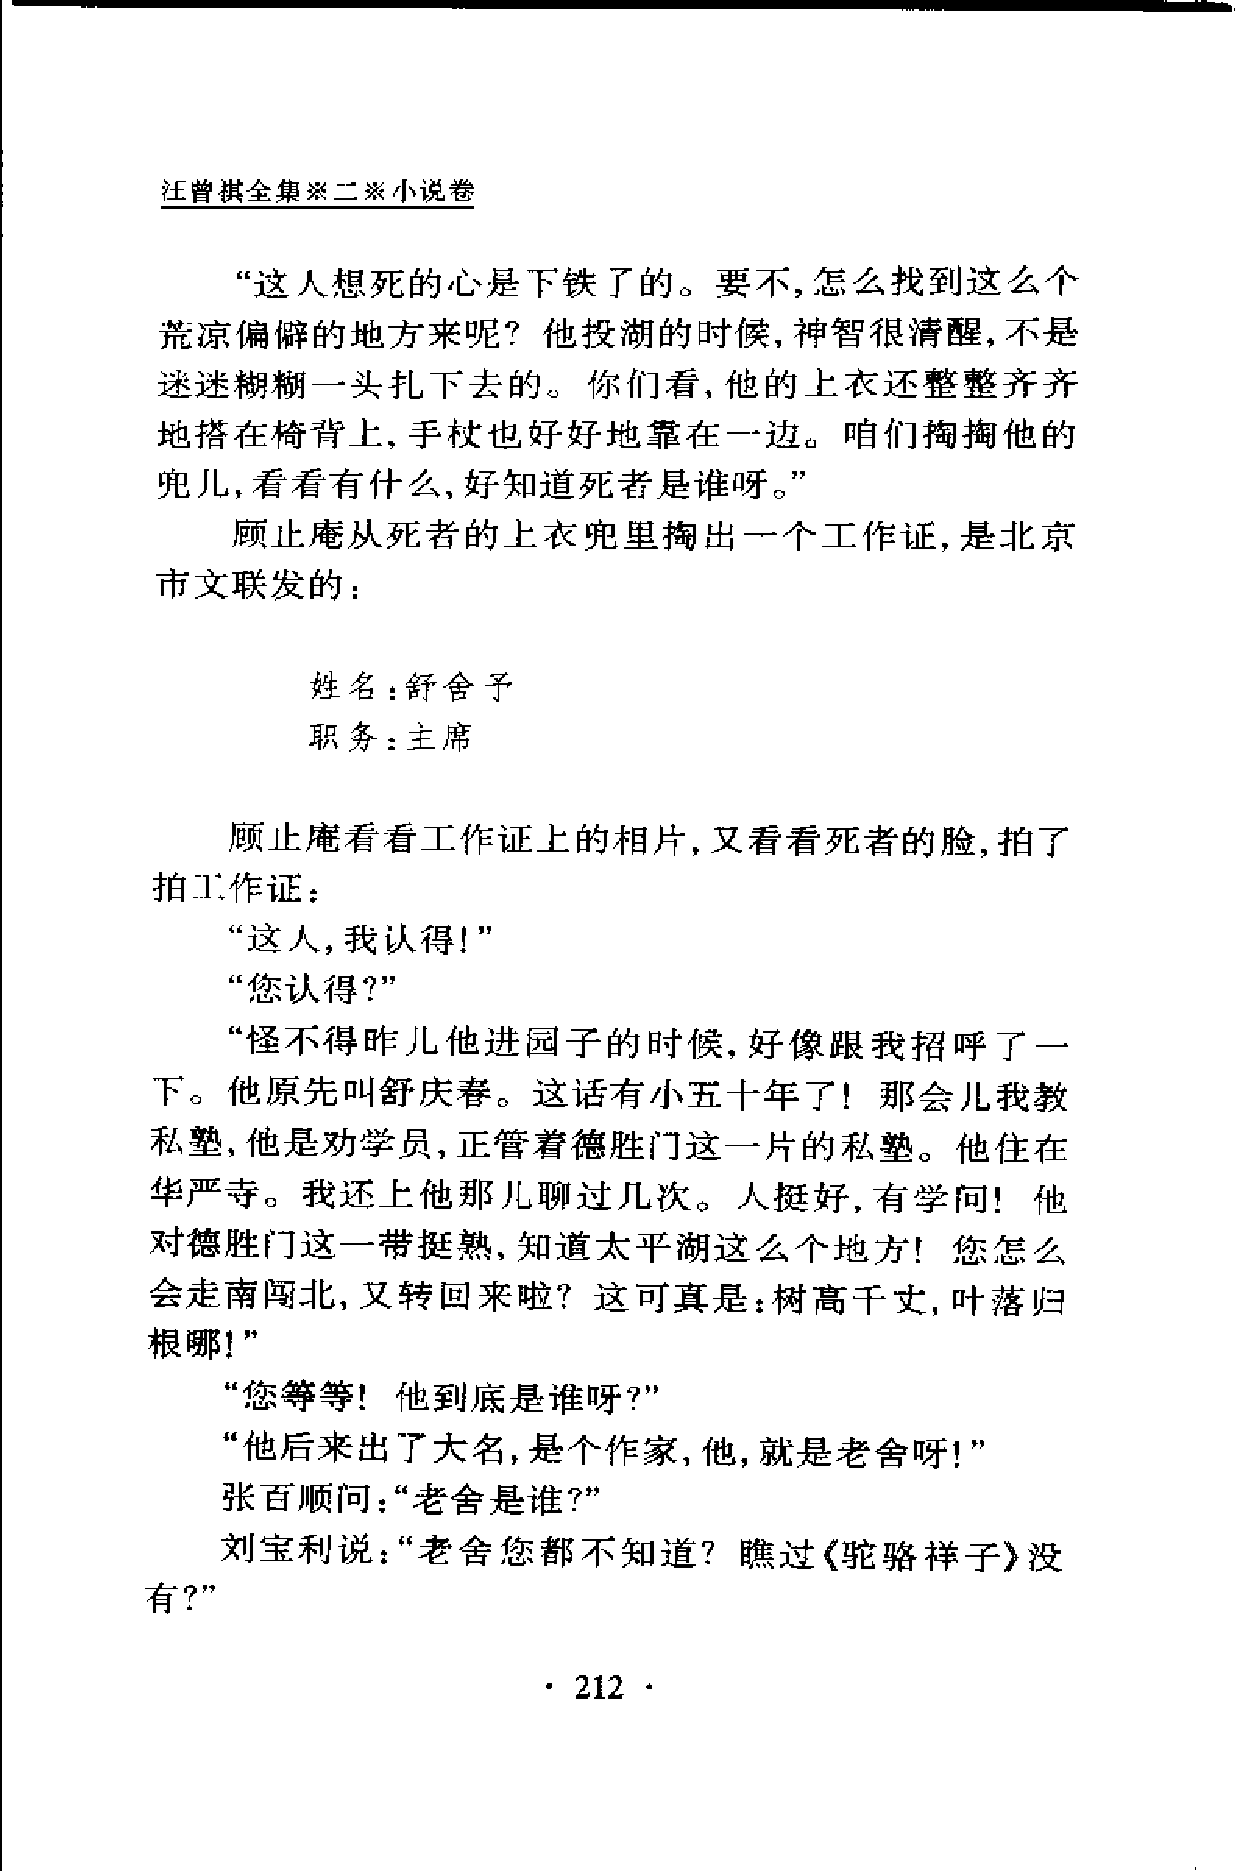 汪曾祺全集※二※小说卷
“这人想死的心是下铁了的。要不，怎么找到这么个
荒凉偏僻的地方来呢？他投湖的时候，神智很清醒，不是
迷迷糊糊一头扎下去的。你们看，他的上衣还整整齐齐
地搭在椅背上，手杖也好好地靠在一边。咱们掏掏他的
兜儿，看看有什么，好知道死者是谁呀。”
顾止庵从死者的上衣兜里掏出一个工作证，是北京
市文联发的：
姓名：舒舍予
职务：主席
顾止庵看看工作证上的相片，又看看死者的脸，拍了
拍工作证：
“这人，我认得！”
“您认得？”
“怪不得昨儿他进园子的时候，好像跟我招呼了一
下。他原先叫舒庆春。这话有小五十年了！那会儿我教
私塾，他是劝学员，正管着德胜门这一片的私塾。他住在
华严寺。我还上他那儿聊过几次。人挺好，有学问！他
对德胜门这一带挺熟，知道太平湖这么个地方！您怎么
会走南闯北，又转回来啦？这可真是：树高千丈，叶落归
根哪！”
“您等等！他到底是谁呀？”
“他后来出了大名，是个作家，他，就是老舍呀！”
张百顺问：“老舍是谁？”
刘宝利说：“老舍您都不知道？瞧过《驼骆祥子》没
有？”
· 212 ·